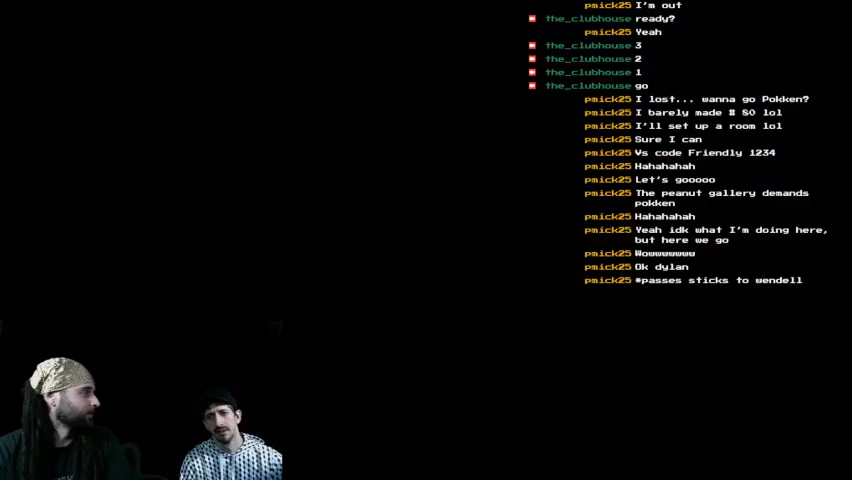 pmick25 I'm out
the_clubhouse ready?
pmick25 Yeah
the_clubhouse 3
the_clubhouse 2
the_clubhouse 1
the_clubhouse go
pmick25 I lost... wanna go Pokken?
pmick25 I barely made # 80 lol
pmick25 I'll set up a room lol
pmick25 Sure I can
pmick25 Vs code Friendly 1234
pmick25 Hahahahah
pmick25 Let's gooooo
pmick25 The peanut gallery demands
pokken
pmick25 Hahahahah
pmick25 Yeah idk what I'm doing here,
but here we go
pmick25 Wowwwwwww
pmick25 Ok dylan
pmick25 *passes sticks to wendell